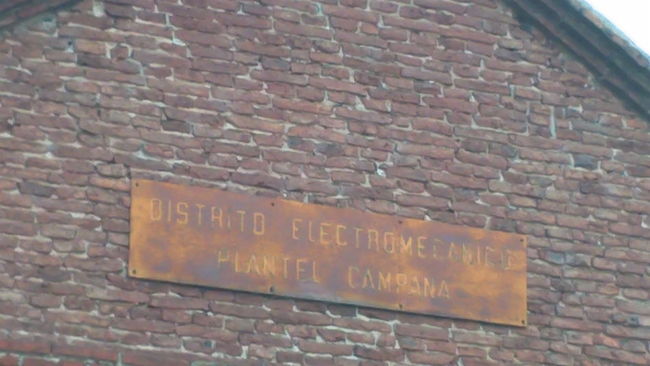 DISTRITO ELECTROMECANICO
PLANTEL CAMPANA